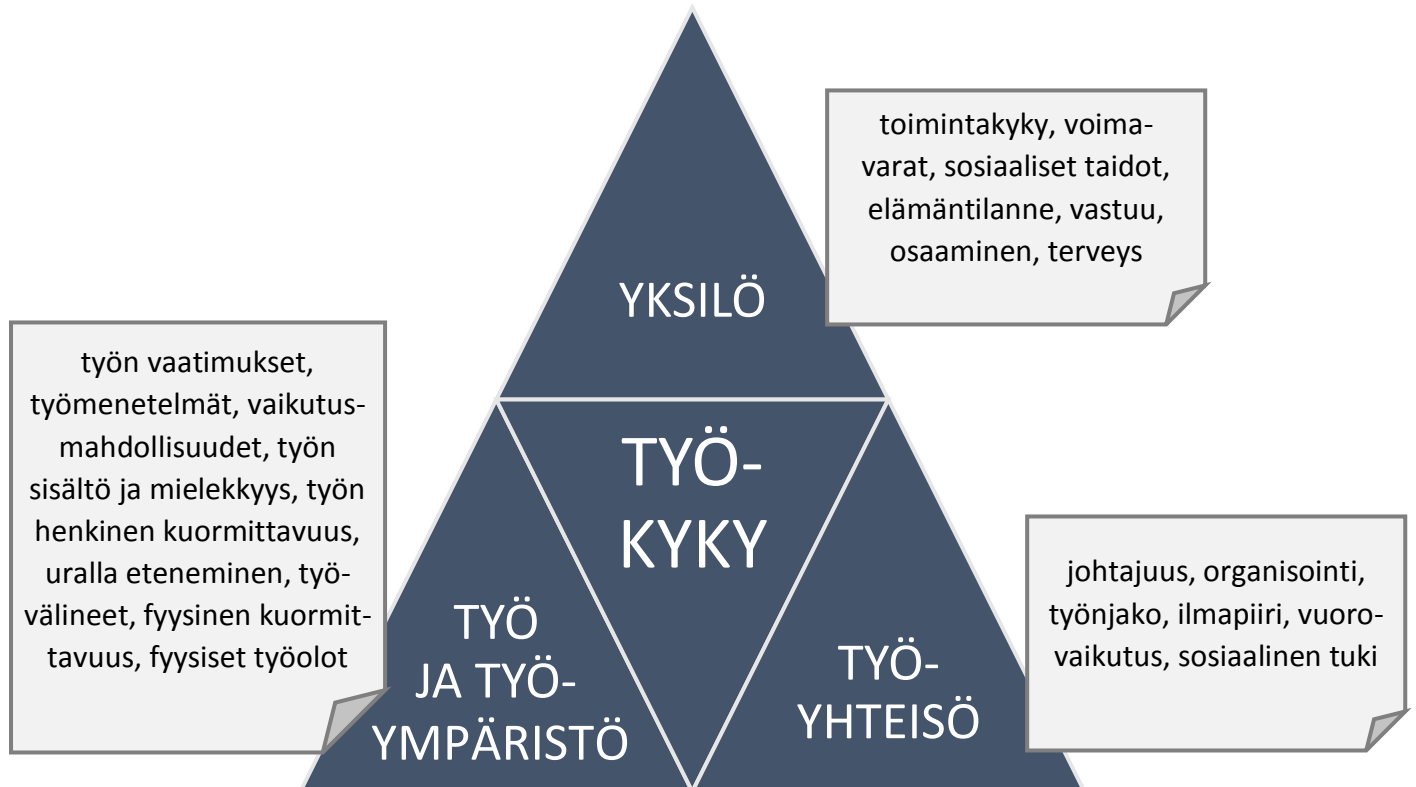 toimintakyky, voima-
varat, sosiaaliset taidot,
elämäntilanne, vastuu,
osaaminen, terveys
YKSILÖ
työn vaatimukset,
työmenetelmät, vaikutus-
mahdollisuudet, työn
sisältö ja mielekkyys, työn
henkinen kuormittavuus,
uralla eteneminen, työ-
välineet, fyysinen kuormit-
tavuus, fyysiset työolot
TYÖ-
KYKY
TYÖ
JA TYÖ-
YMPÄRISTÖ
TYÖ-
YHTEISÖ
johtajuus, organisointi,
työnjako, ilmapiiri, vuoro-
vaikutus, sosiaalinen tuki